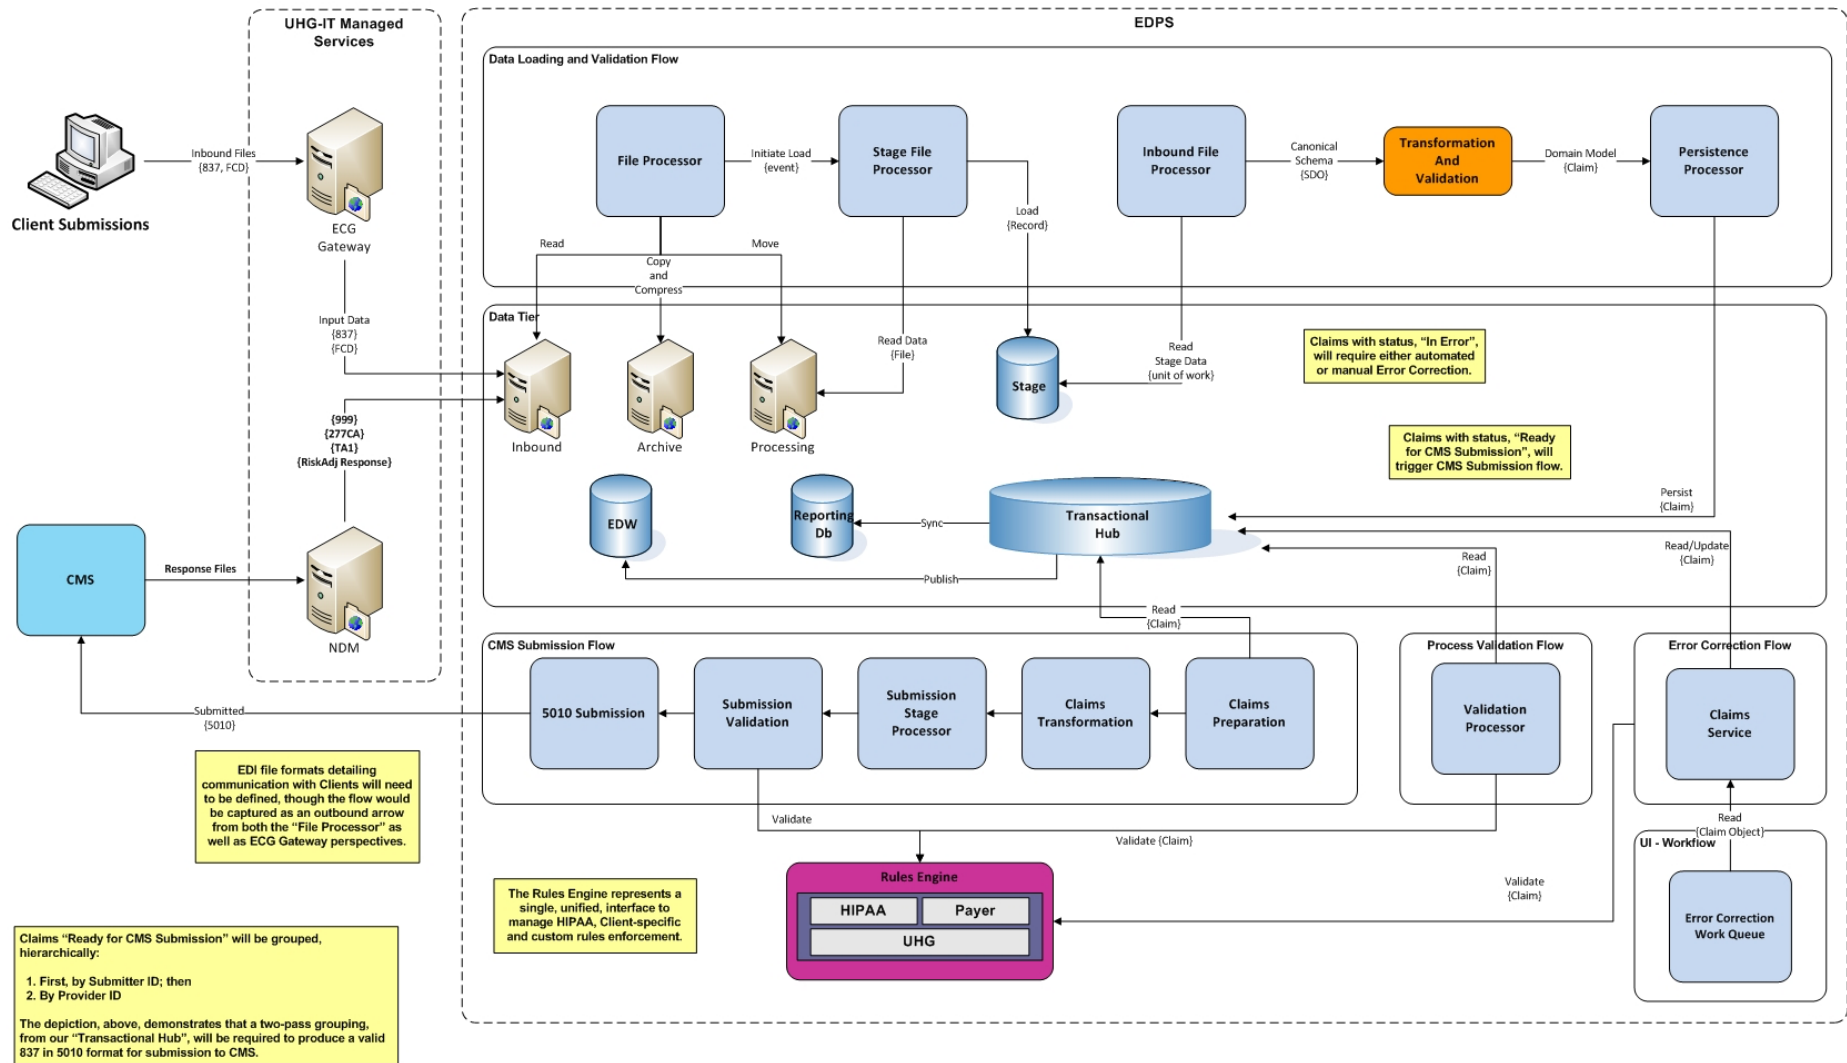 UHG-IT Managed
Services
EDPS
Data Loading and Validation Flow
Client Submissions
Inbound Files
{837, FCD}
ECG
Gateway
File Processor
Initiate Load
{event}
Stage File
Processor
Inbound File
Processor
Canonical
Schema
{SDO}
Transformation
And
Validation
Domain Model
{Claim}
Persistence
Processor
Load
{Record}
Read
Move
Copy
and
Compress
Input Data
{837}
{FCD}
Data Tier
Read Data
{File}
Read
Stage Data
{unit of work}
Stage
Claims with status, “In Error”,
will require either automated
or manual Error Correction.
{999}
{277CA}
{TA1}
{RiskAdj Response}
Inbound
Archive
Processing
Claims with status, “Ready
for CMS Submission”, will
trigger CMS Submission flow.
EDW
Reporting
Db
Sync
Transactional
Hub
Publish
Persist
{Claim}
Read
{Claim}
Read/Update
{Claim}
CMS
Response Files
NDM
Read
{Claim}
CMS Submission Flow
5010 Submission
Submission
Validation
Submission
Stage
Processor
Claims
Transformation
Claims
Preparation
Process Validation Flow
Validation
Processor
Error Correction Flow
Claims
Service
Submitted
{5010}
EDI file formats detailing
communication with Clients will need
to be defined, though the flow would
be captured as an outbound arrow
from both the “File Processor” as
well as ECG Gateway perspectives.
Validate
Validate {Claim}
Read
{Claim Object}
UI - Workflow
Error Correction
Work Queue
Validate
{Claim}
The Rules Engine represents a
single, unified, interface to
manage HIPAA, Client-specific
and custom rules enforcement.
Rules Engine
HIPAA
Payer
UHG
Claims “Ready for CMS Submission” will be grouped,
hierarchically:
1. First, by Submitter ID; then
2. By Provider ID
The depiction, above, demonstrates that a two-pass grouping,
from our “Transactional Hub”, will be required to produce a valid
837 in 5010 format for submission to CMS.